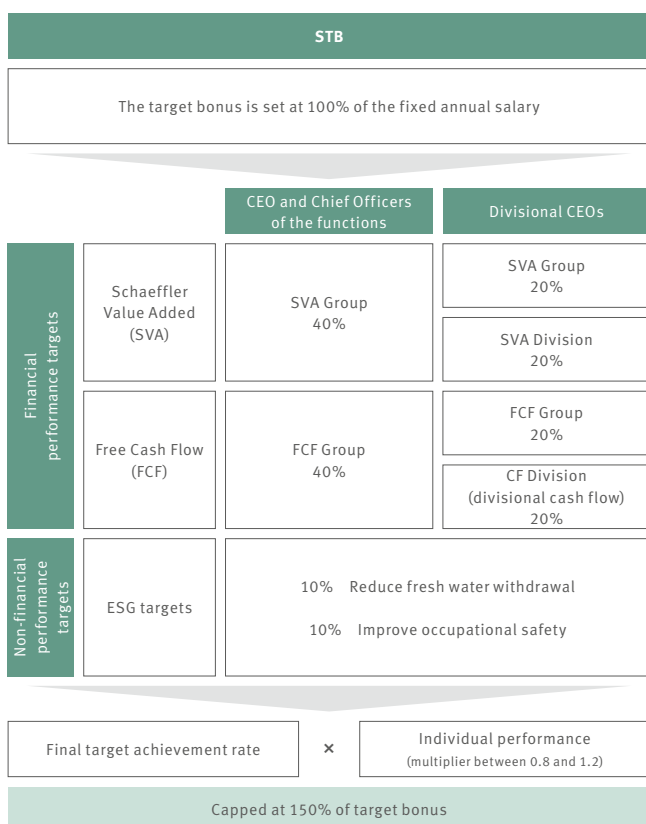 STB
The target bonus is set at 100% of the fixed annual salary
CEO and Chief Officers
of the functions
Divisional CEOs
Financial
performance targets
Schaeffler
Value Added
(SVA)
SVA Group
40%
SVA Group
20%
SVA Division
20%
Free Cash Flow
(FCF)
FCF Group
40%
FCF Group
20%
CF Division
(divisional cash flow)
20%
Non-financial
performance
targets
ESG targets
10% Reduce fresh water withdrawal
10% Improve occupational safety
Final target achievement rate
×
Individual performance
(multiplier between 0.8 and 1.2)
Capped at 150% of target bonus